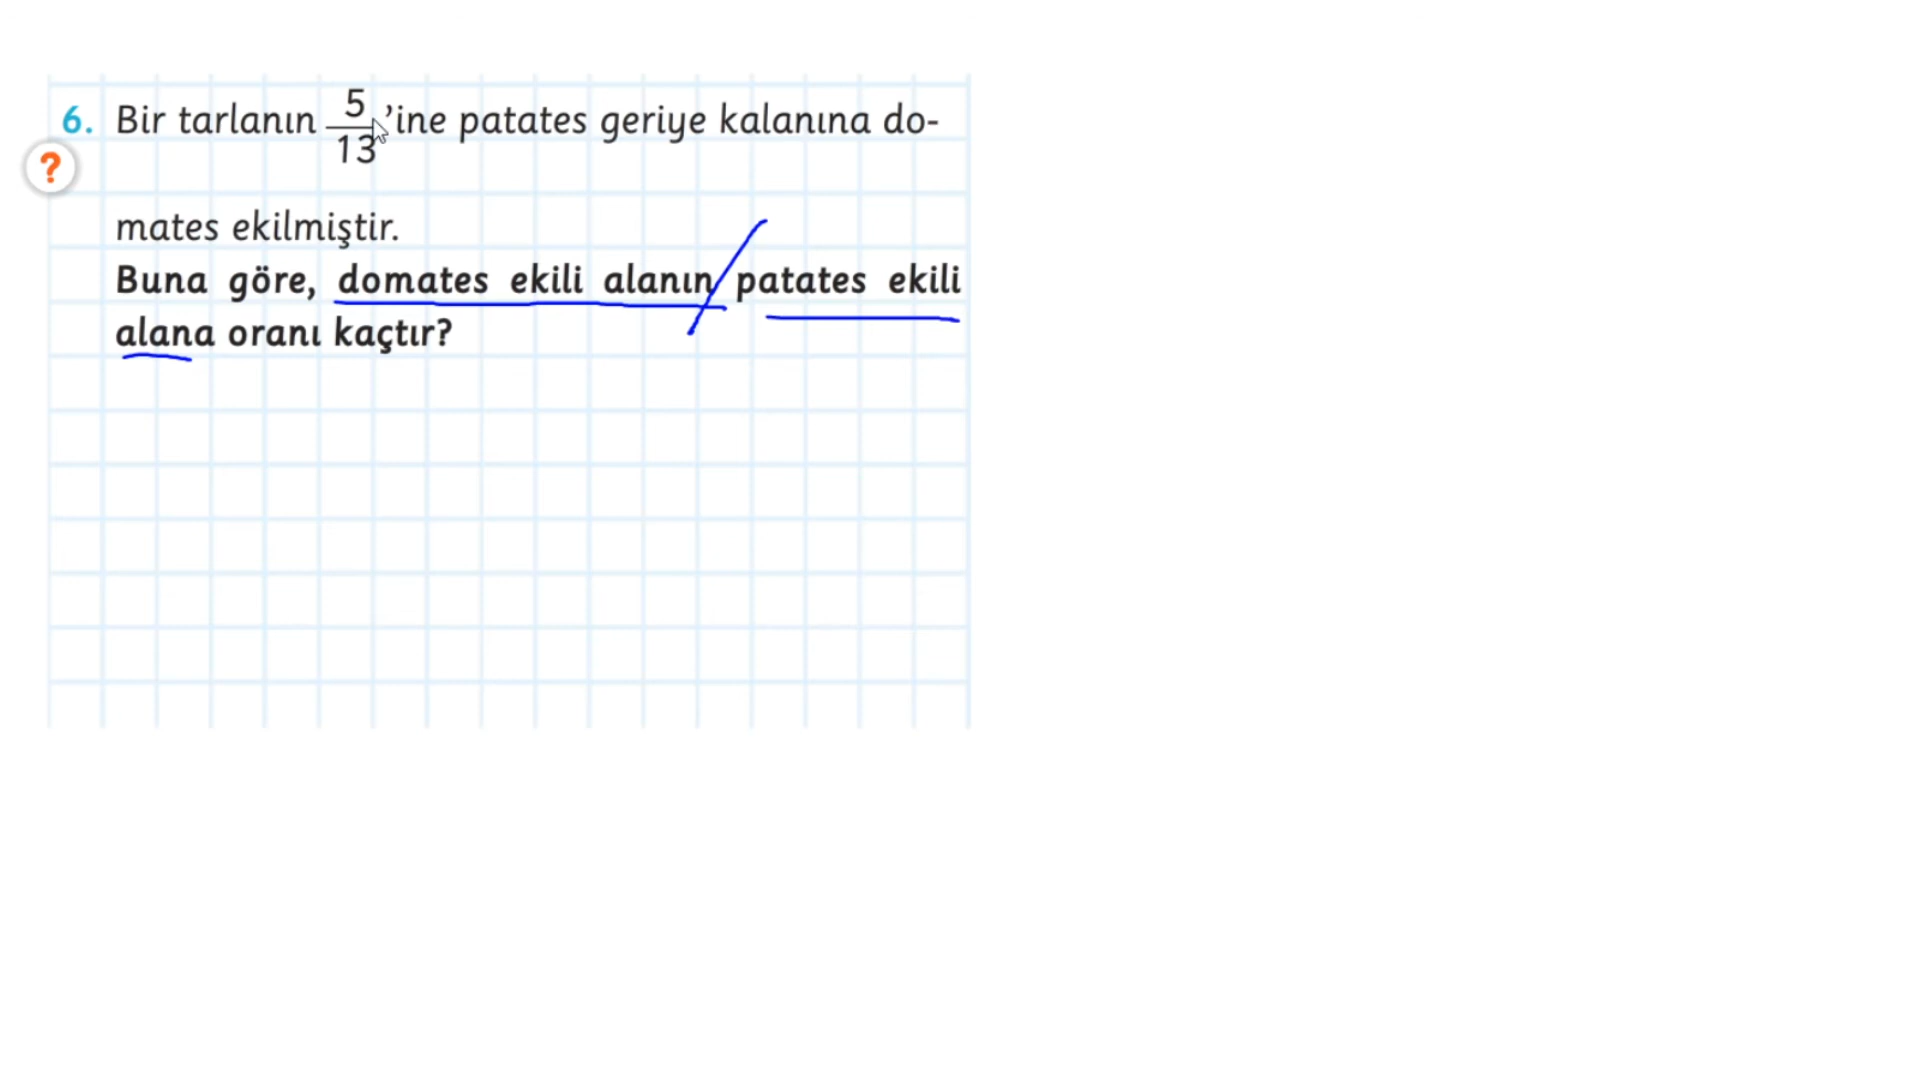 6. Bir tarlanın 5/13'ine patates geriye kalanına do-
?
mates ekilmiştir.
Buna göre, domates ekili alanın patates ekili
alana oranı kaçtır?